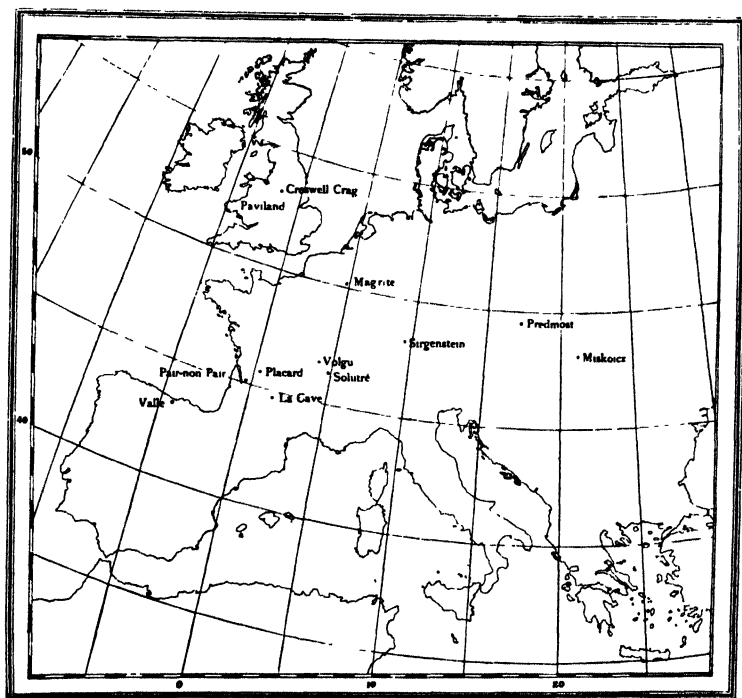 50
Creswell Crag
Paviland
Magrite
Predmost
Sirgenstein
Miskolcz
Volgu
Pair-non Pair
Placard
Solutré
La Cave
Valle
40
0
10
20